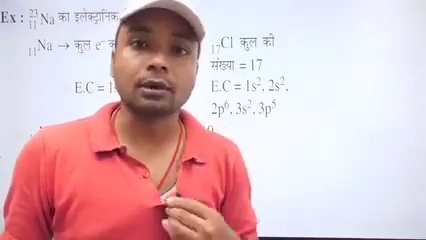 Ex : ²³₁₁Na का इलेक्ट्रानिक
₁₁Na → कुल e⁻
E.C = 1
₁₇Cl कुल की
संख्या = 17
E.C = 1s², 2s²,
2p⁶, 3s², 3p⁵